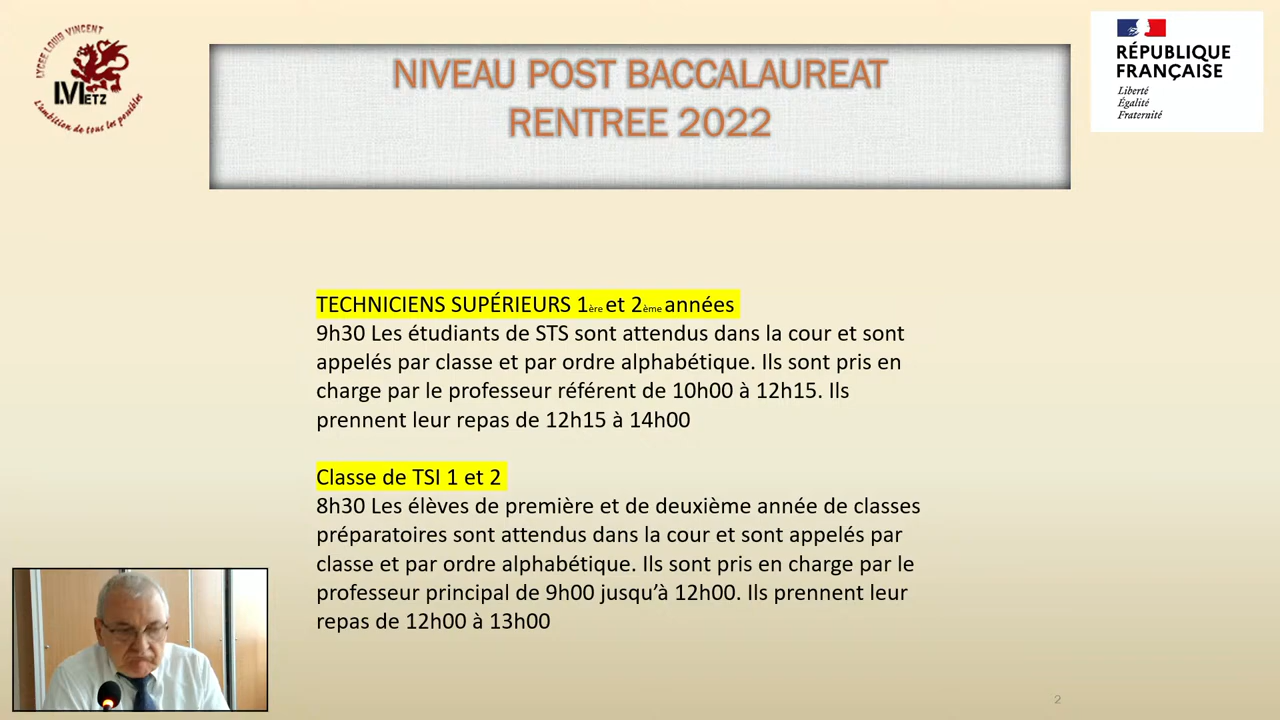 LYCEE LOUIS VINCENT
LVMETZ
L'ambition de tous les possibles
NIVEAU POST BACCALAUREAT
RENTREE 2022
RÉPUBLIQUE
FRANÇAISE
Liberté
Égalité
Fraternité
TECHNICIENS SUPÉRIEURS 1ère et 2ème années
9h30 Les étudiants de STS sont attendus dans la cour et sont
appelés par classe et par ordre alphabétique. Ils sont pris en
charge par le professeur référent de 10h00 à 12h15. Ils
prennent leur repas de 12h15 à 14h00
Classe de TSI 1 et 2
8h30 Les élèves de première et de deuxième année de classes
préparatoires sont attendus dans la cour et sont appelés par
classe et par ordre alphabétique. Ils sont pris en charge par le
professeur principal de 9h00 jusqu’à 12h00. Ils prennent leur
repas de 12h00 à 13h00
2